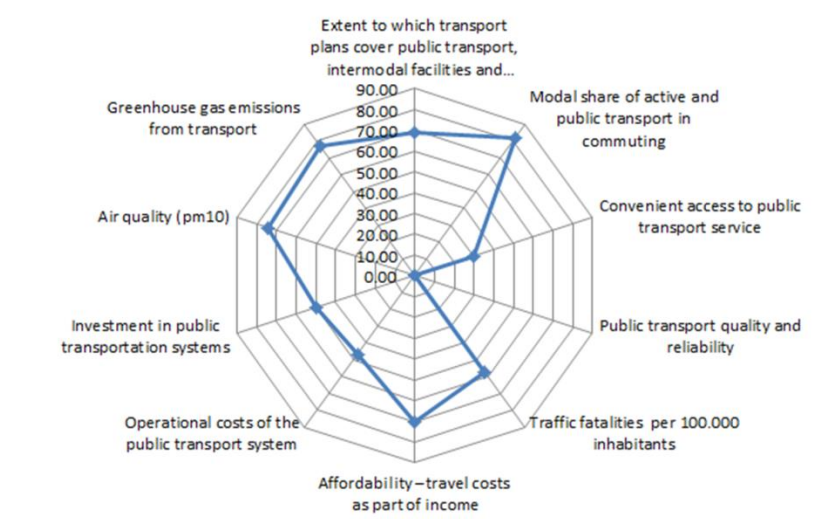 Extent to which transport
plans cover public transport,
intermodal facilities and...
90.00
80.00
70.00
60.00
50.00
40.00
30.00
20.00
10.00
0.00
Modal share of active and
public transport in
commuting
Convenient access to public
transport service
Public transport quality and
reliability
Traffic fatalities per 100.000
inhabitants
Affordability – travel costs
as part of income
Operational costs of the
public transport system
Investment in public
transportation systems
Air quality (pm10)
Greenhouse gas emissions
from transport